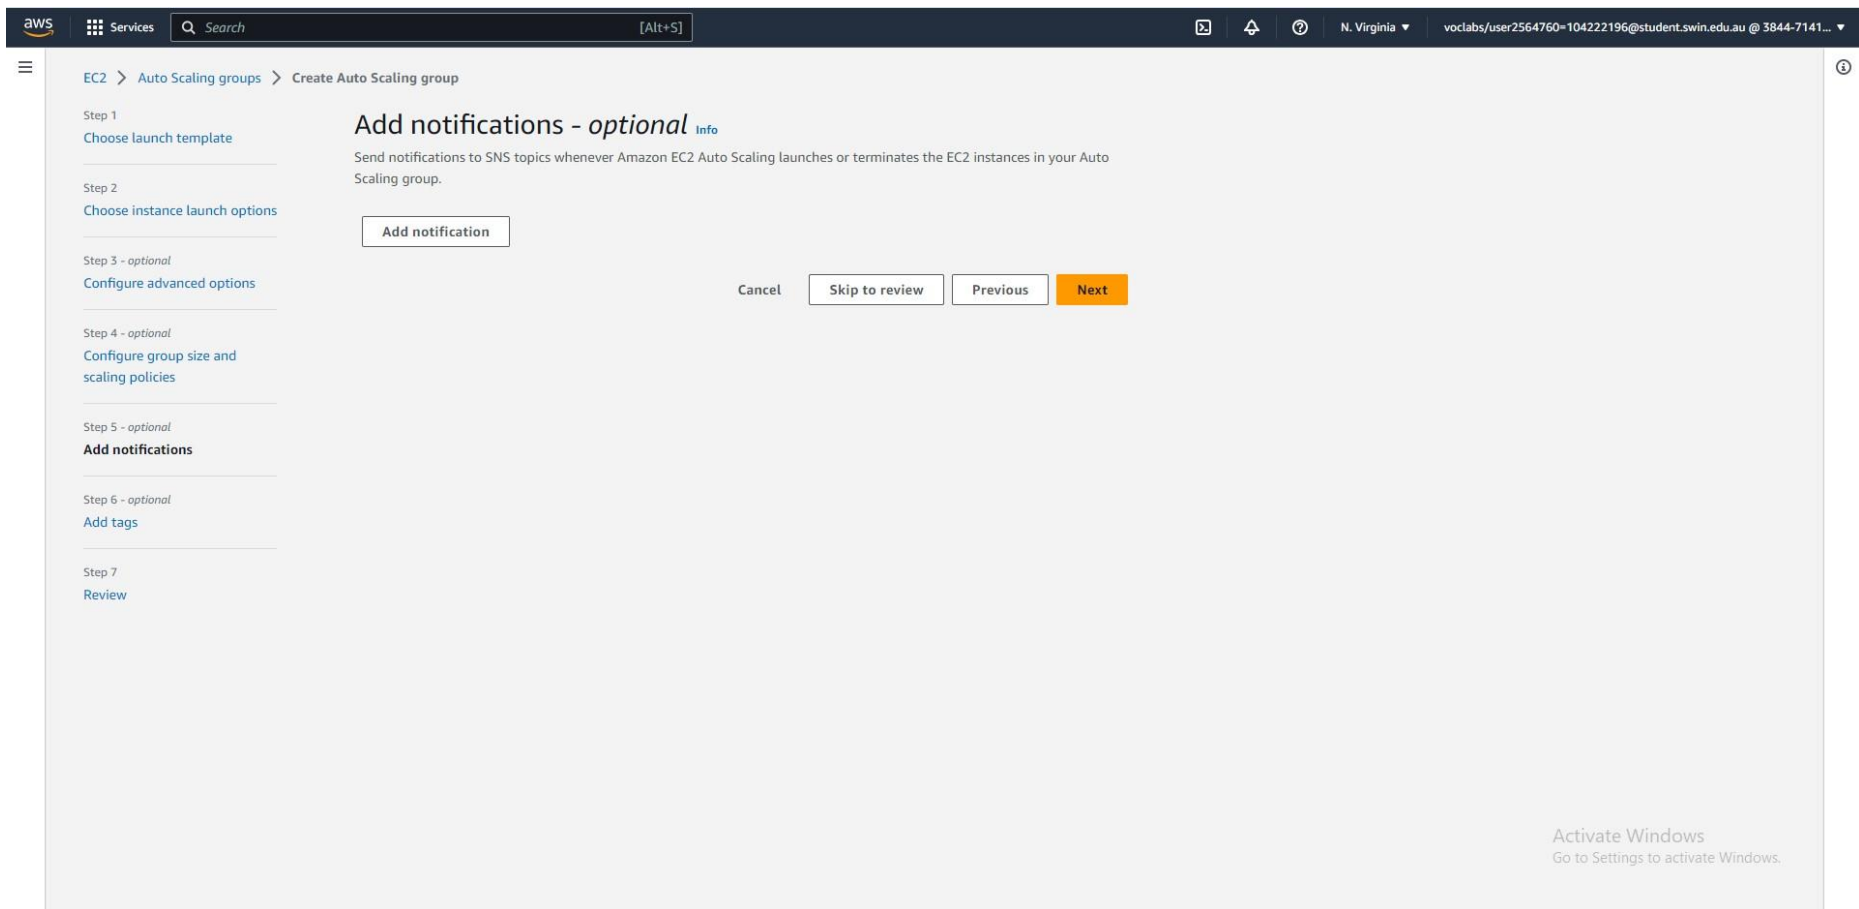 aws
Services
Search
[Alt+S]
N. Virginia ▼
voclabs/user2564760=104222196@student.swin.edu.au @ 3844-7141... ▼
EC2 > Auto Scaling groups > Create Auto Scaling group
Step 1
Choose launch template
Step 2
Choose instance launch options
Step 3 - optional
Configure advanced options
Step 4 - optional
Configure group size and
scaling policies
Step 5 - optional
Add notifications
Step 6 - optional
Add tags
Step 7
Review
Add notifications - optional Info
Send notifications to SNS topics whenever Amazon EC2 Auto Scaling launches or terminates the EC2 instances in your Auto
Scaling group.
Add notification
Cancel
Skip to review
Previous
Next
Activate Windows
Go to Settings to activate Windows.